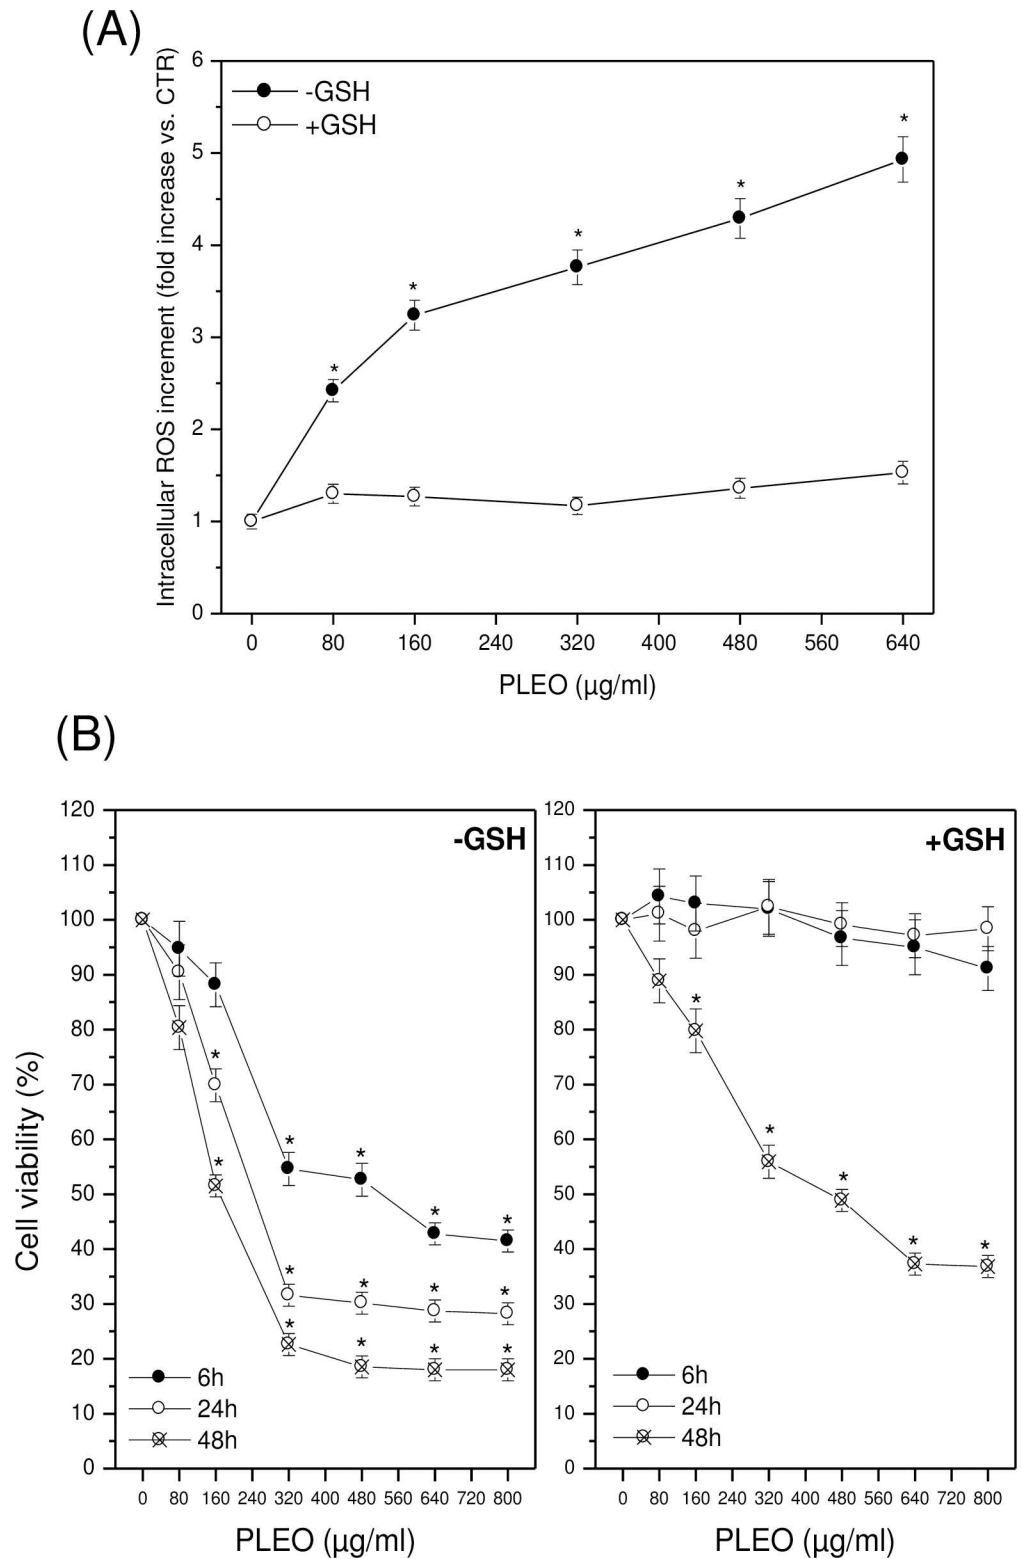 (A)
Intracellular ROS increment (fold increase vs. CTR)
6
5
4
3
2
1
0
-GSH
+GSH
*
*
*
*
*
0 80 160 240 320 400 480 560 640
PLEO (µg/ml)
(B)
Cell viability (%)
120
110
100
90
80
70
60
50
40
30
20
10
0
-GSH
*
*
*
*
*
*
*
*
*
*
*
*
*
*
6h
24h
48h
0 80 160 240 320 400 480 560 640 720 800
PLEO (µg/ml)
120
110
100
90
80
70
60
50
40
30
20
10
0
+GSH
*
*
*
*
*
6h
24h
48h
0 80 160 240 320 400 480 560 640 720 800
PLEO (µg/ml)